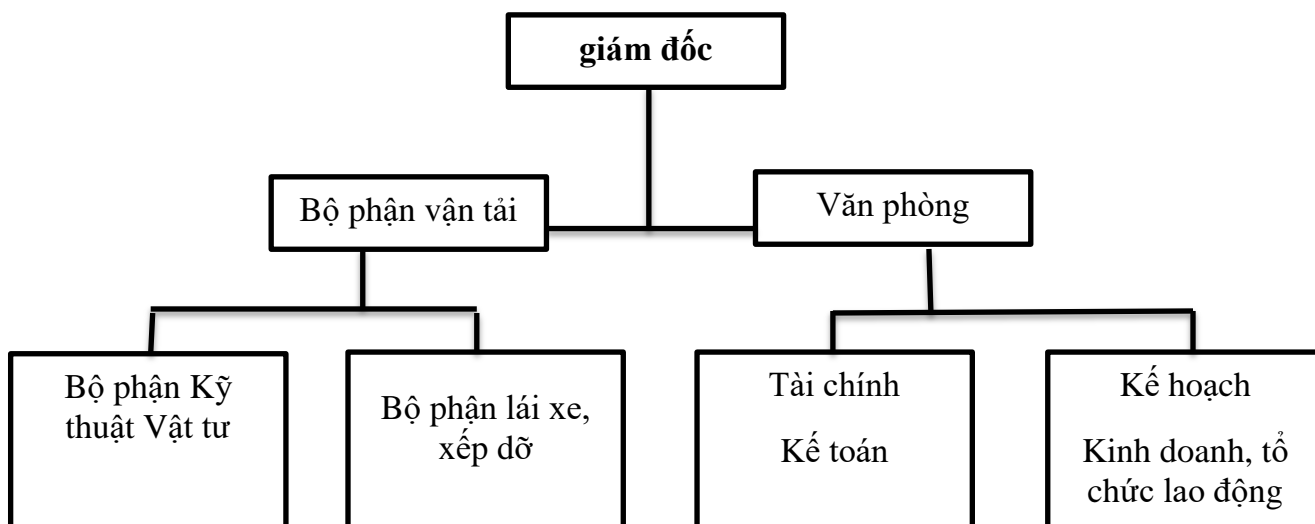 giám đốc
Bộ phận vận tải
Văn phòng
Bộ phận Kỹ
thuật Vật tư
Bộ phận lái xe,
xếp dỡ
Tài chính
Kế toán
Kế hoạch
Kinh doanh, tổ
chức lao động